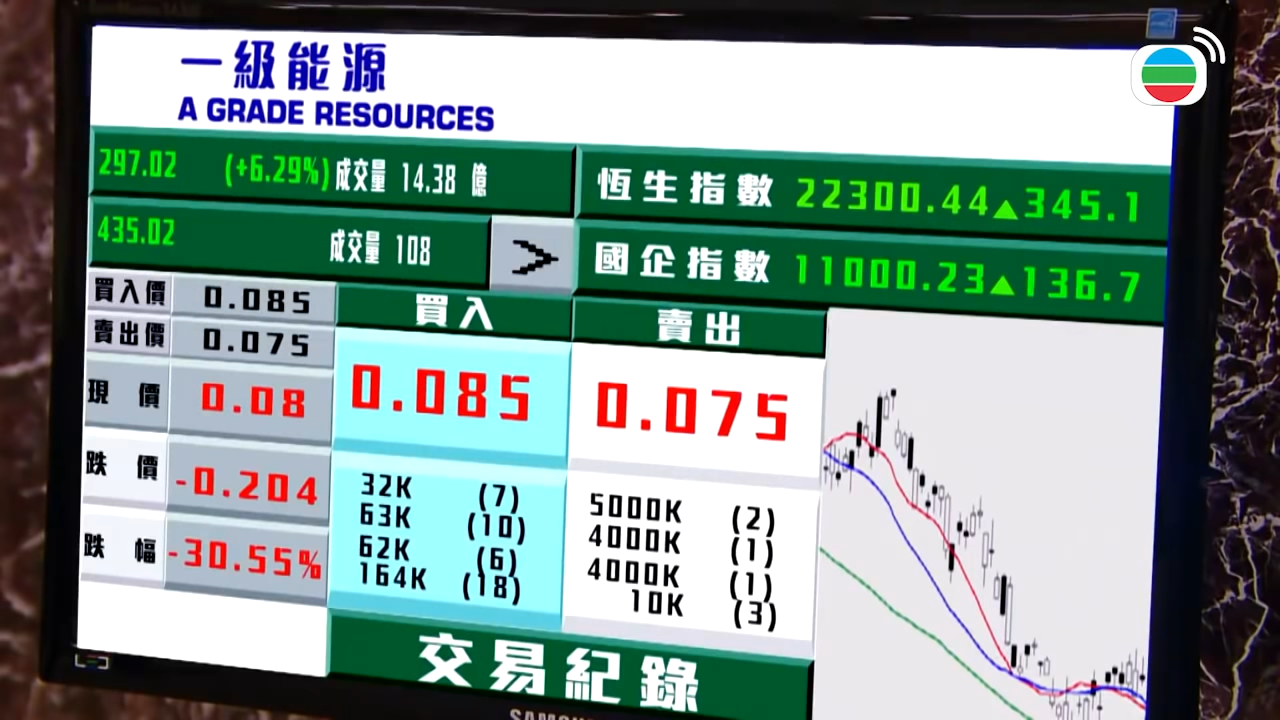 一級能源
A GRADE RESOURCES
297.02 (+6.29%) 成交量 14.38 億
恆生指數 22300.44▲345.1
435.02 成交量 108
>
國企指數 11000.23▲136.7
買入價 0.085
賣出價 0.075
現價 0.08
跌價 -0.204
跌幅 -30.55%
買入
0.085
32K (7)
63K (10)
62K (6)
164K (18)
賣出
0.075
5000K (2)
4000K (1)
4000K (1)
10K (3)
交易紀錄